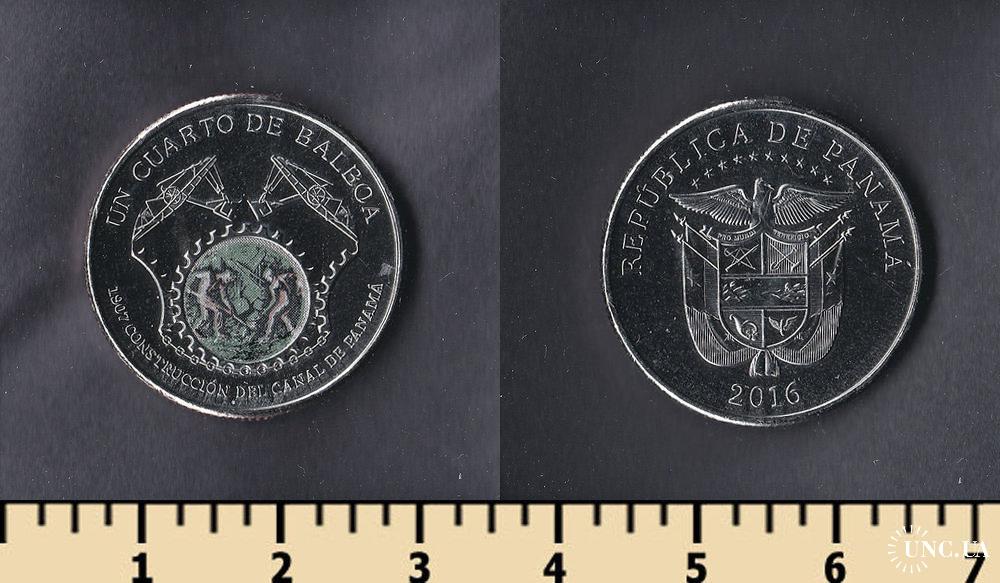 UN CUARTO DE BALBOA
1907 CONSTRUCCIÓN DEL CANAL DE PANAMÁ
REPÚBLICA DE PANAMÁ
PRO MUNDI BENEFICIO
2016
1 2 3 4 5 6 7
UNC.UA